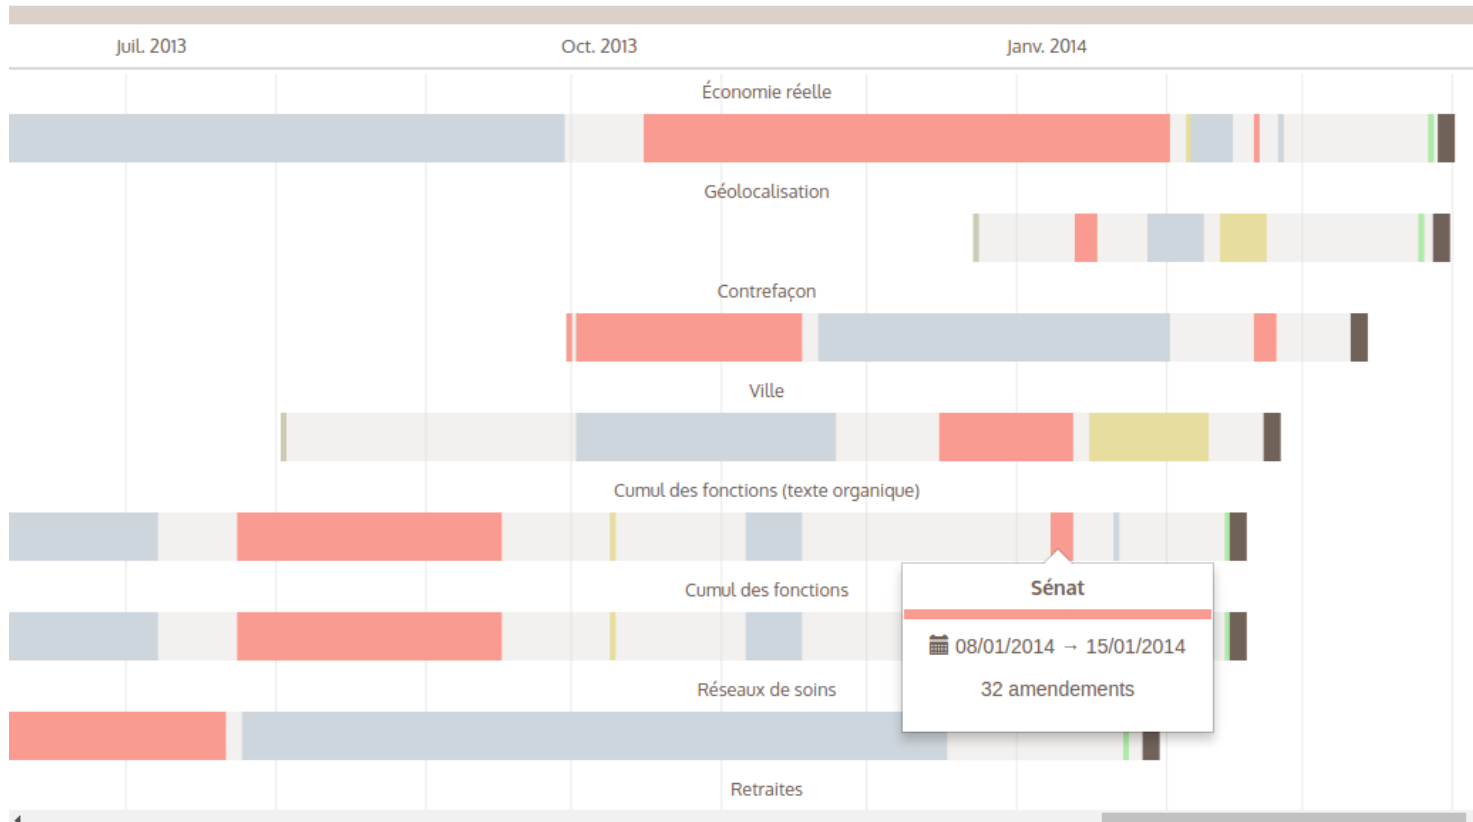 Juil. 2013 Oct. 2013 Janv. 2014
Économie réelle
Géolocalisation
Contrefaçon
Ville
Cumul des fonctions (texte organique)
Cumul des fonctions
Sénat
08/01/2014 → 15/01/2014
32 amendements
Réseaux de soins
Retraites